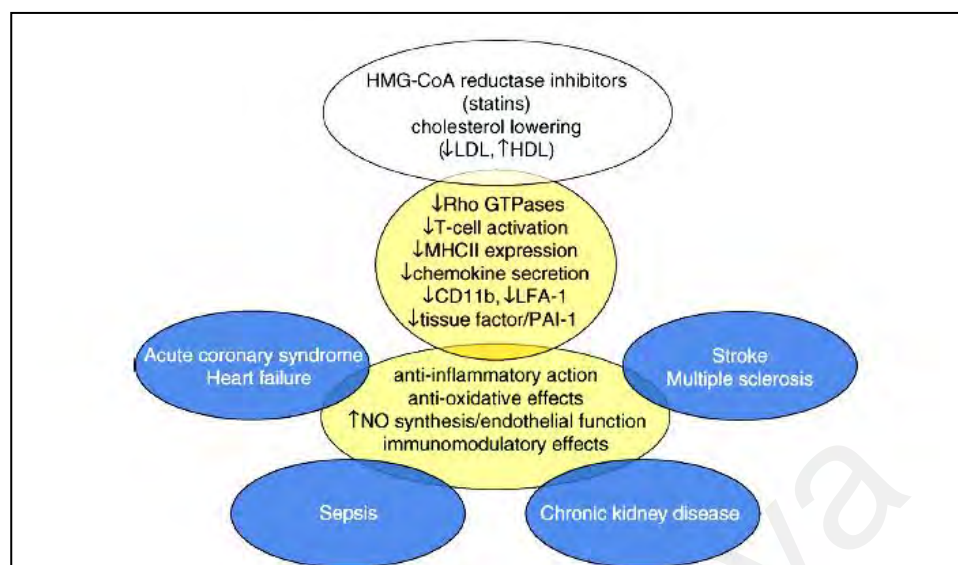 HMG-CoA reductase inhibitors
(statins)
cholesterol lowering
(↓LDL,↑HDL)
↓Rho GTPases
↓T-cell activation
↓MHCII expression
↓chemokine secretion
↓CD11b, ↓LFA-1
↓tissue factor/PAI-1
Acute coronary syndrome
Heart failure
Stroke
Multiple sclerosis
anti-inflammatory action
anti-oxidative effects
↑NO synthesis/endothelial function
immunomodulatory effects
Sepsis
Chronic kidney disease
ya